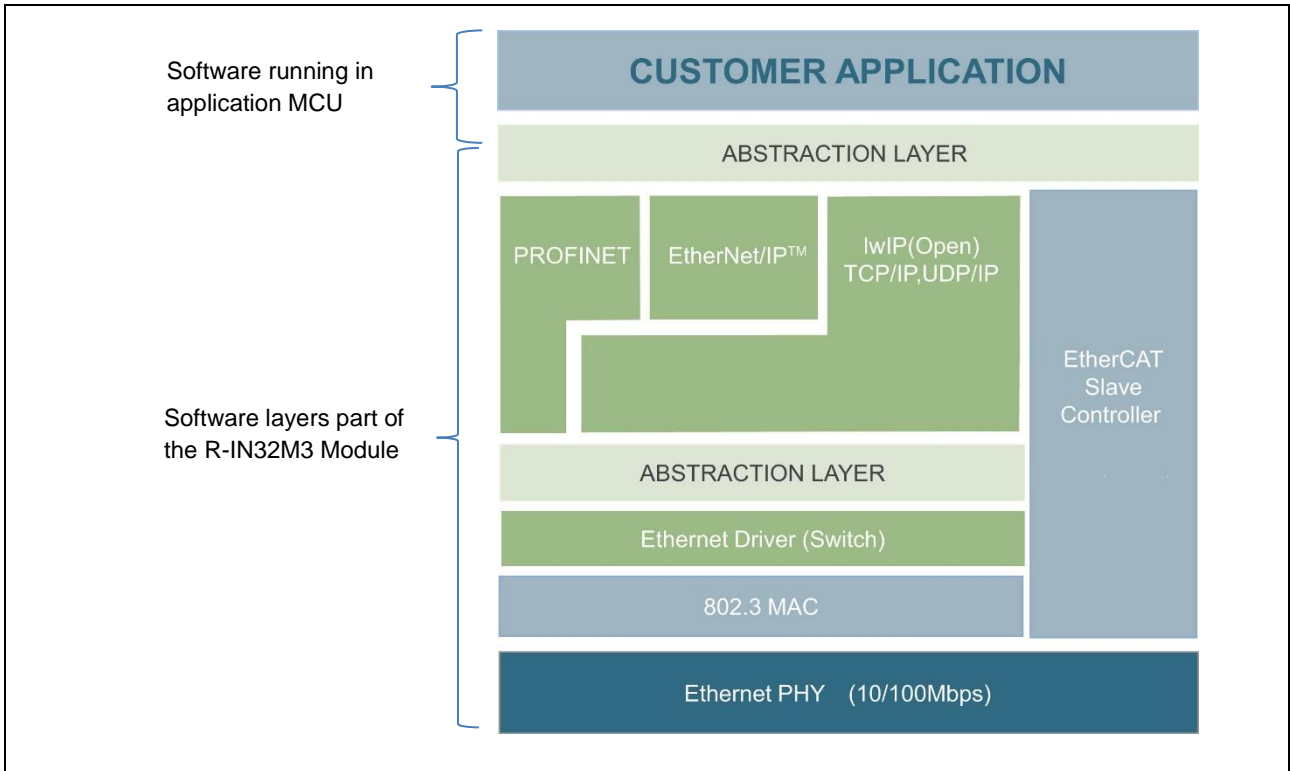 Software running in
application MCU
CUSTOMER APPLICATION
ABSTRACTION LAYER
PROFINET
EtherNet/IP™
lwIP(Open)
TCP/IP,UDP/IP
EtherCAT
Slave
Controller
Software layers part of
the R-IN32M3 Module
ABSTRACTION LAYER
Ethernet Driver (Switch)
802.3 MAC
Ethernet PHY (10/100Mbps)